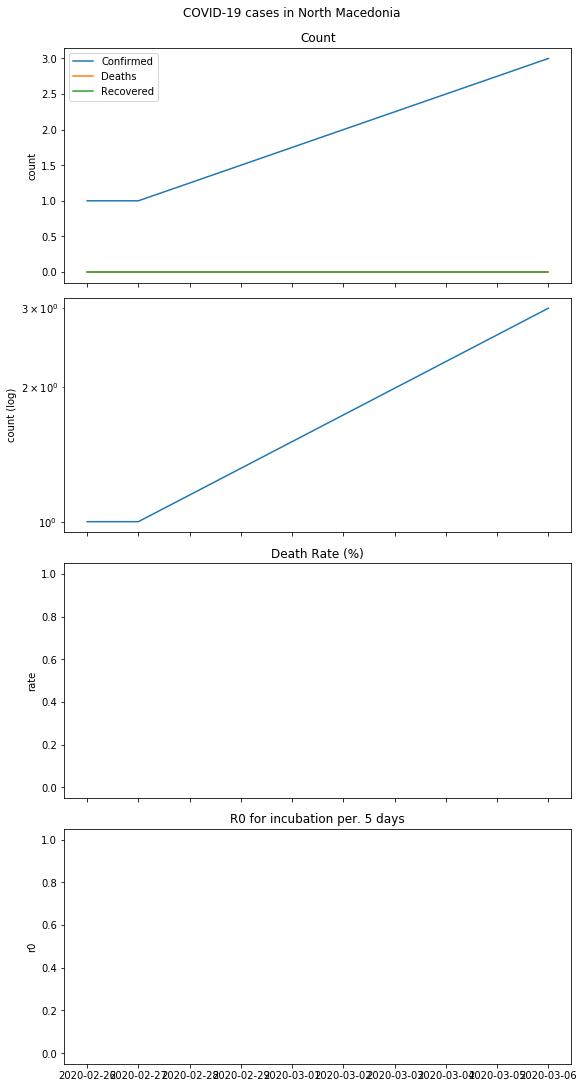 COVID-19 cases in North Macedonia
Count
Confirmed
Deaths
Recovered
3.0
2.5
2.0
1.5
1.0
0.5
0.0
count
3 × 10⁰
2 × 10⁰
10⁰
count (log)
Death Rate (%)
1.0
0.8
0.6
0.4
0.2
0.0
rate
R0 for incubation per. 5 days
1.0
0.8
0.6
0.4
0.2
0.0
r0
2020-02-26 2020-02-27 2020-02-28 2020-02-29 2020-03-01 2020-03-02 2020-03-03 2020-03-04 2020-03-05 2020-03-06